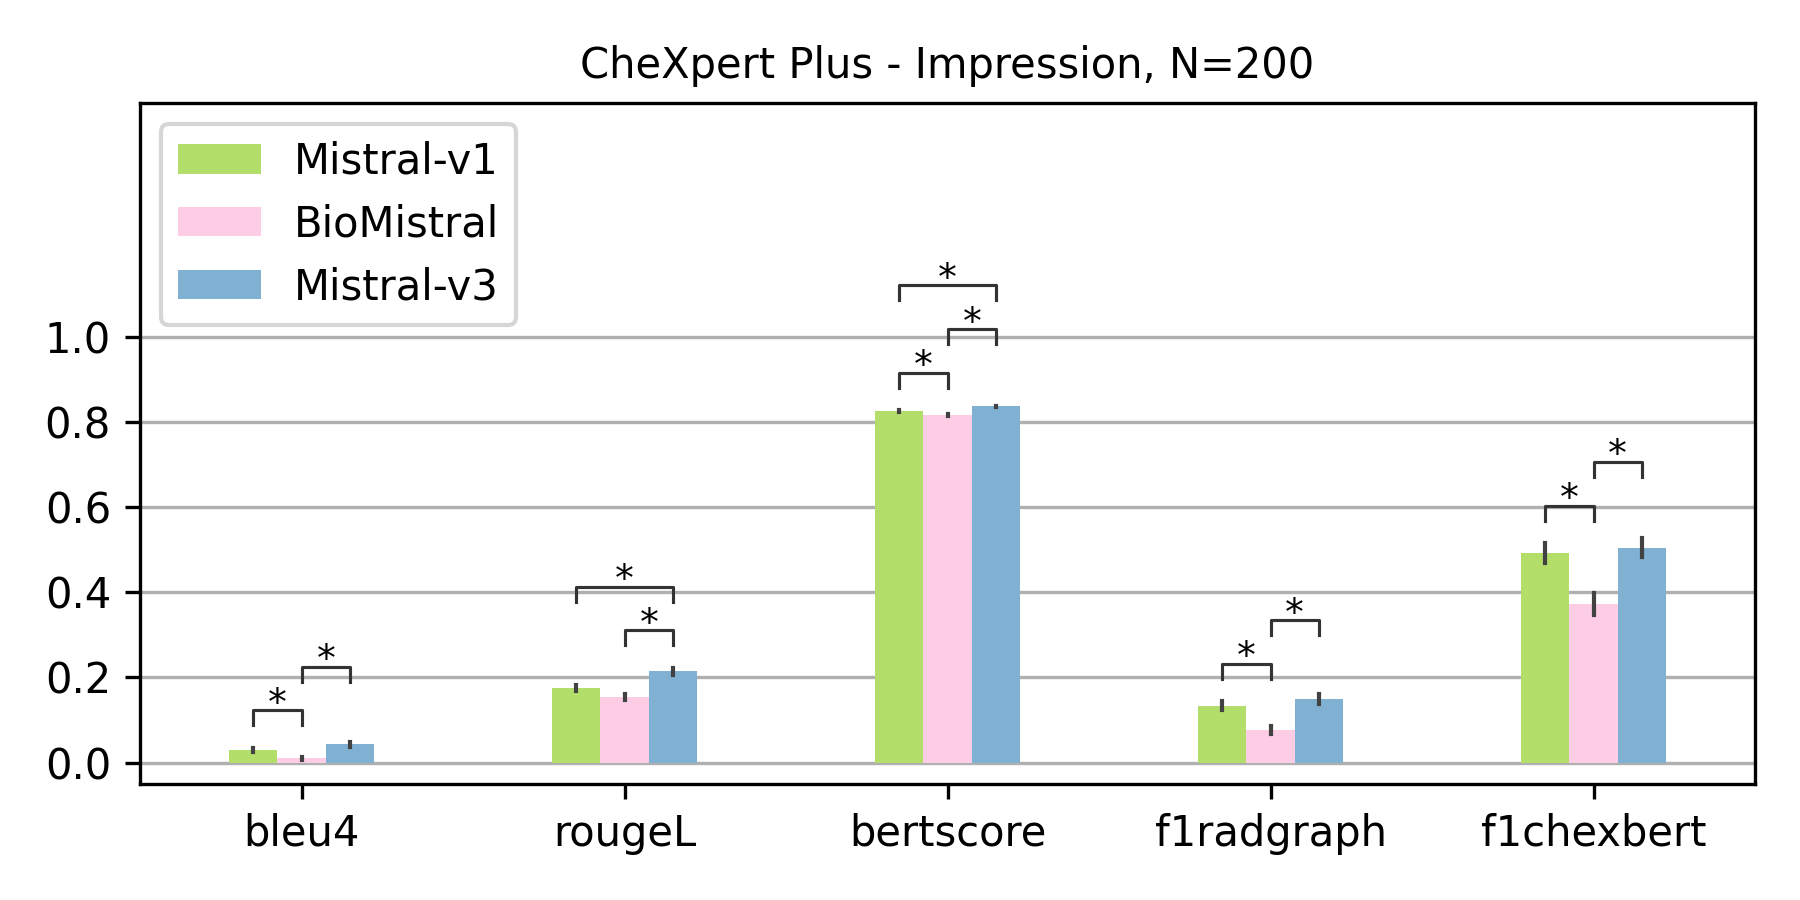 CheXpert Plus - Impression, N=200
Mistral-v1
BioMistral
Mistral-v3
1.0
0.8
0.6
0.4
0.2
0.0
* * * * * * * * * * * *
bleu4 rougeL bertscore f1radgraph f1chexbert